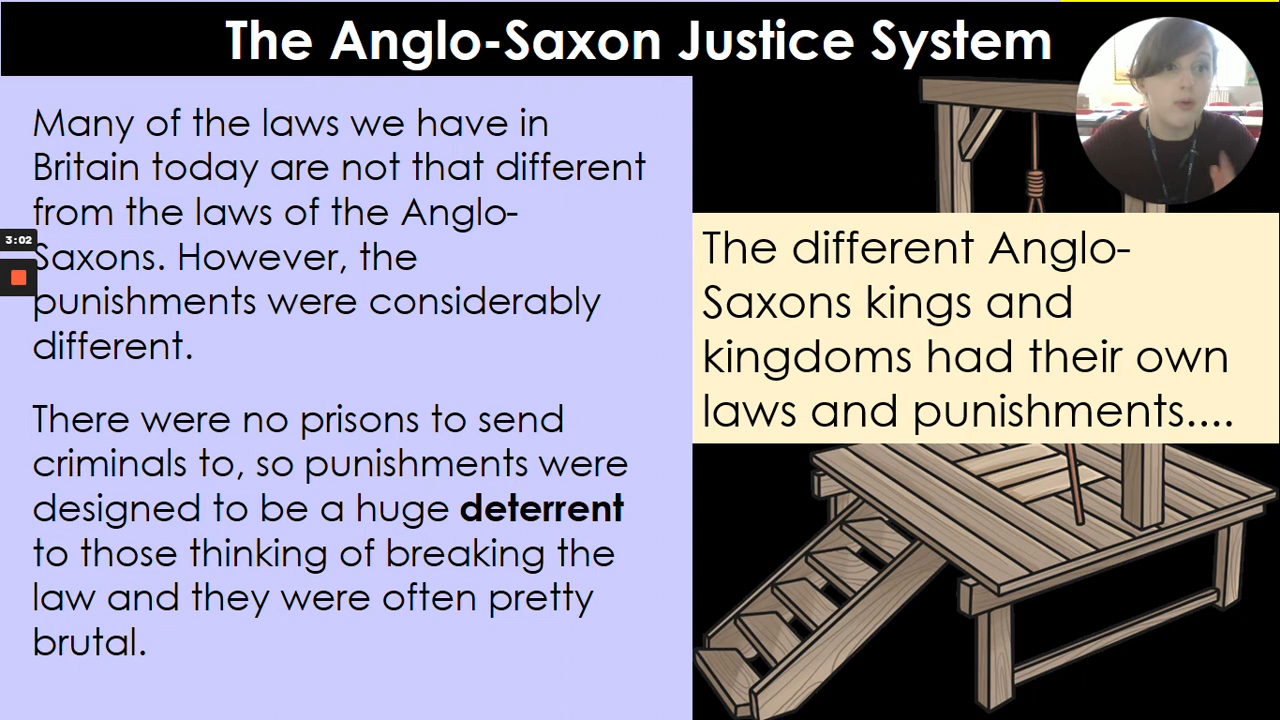 The Anglo-Saxon Justice System
Many of the laws we have in
Britain today are not that different
from the laws of the Anglo-
Saxons. However, the
punishments were considerably
different.
There were no prisons to send
criminals to, so punishments were
designed to be a huge deterrent
to those thinking of breaking the
law and they were often pretty
brutal.
The different Anglo-
Saxons kings and
kingdoms had their own
laws and punishments....
3:02